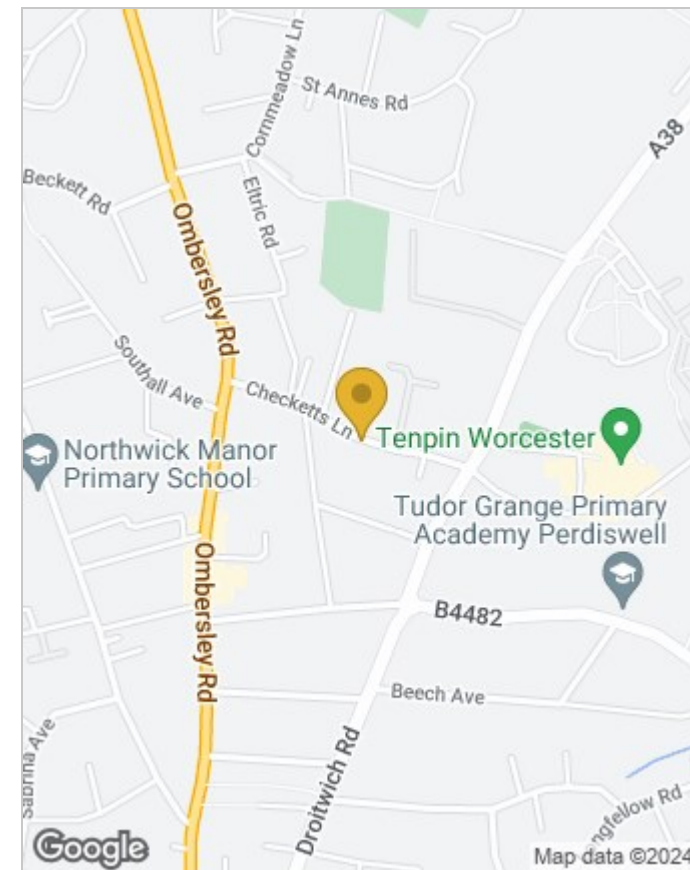 Cornmeadow Ln
St Annes Rd
A38
Beckett Rd
Eltric Rd
Ombersley Rd
Southall Ave
Checketts Ln
Tenpin Worcester
Northwick Manor
Primary School
Tudor Grange Primary
Academy Perdiswell
Ombersley Rd
B4482
Beech Ave
Sabrina Ave
Droitwich Rd
ngfellow Rd
Google
Map data ©2024